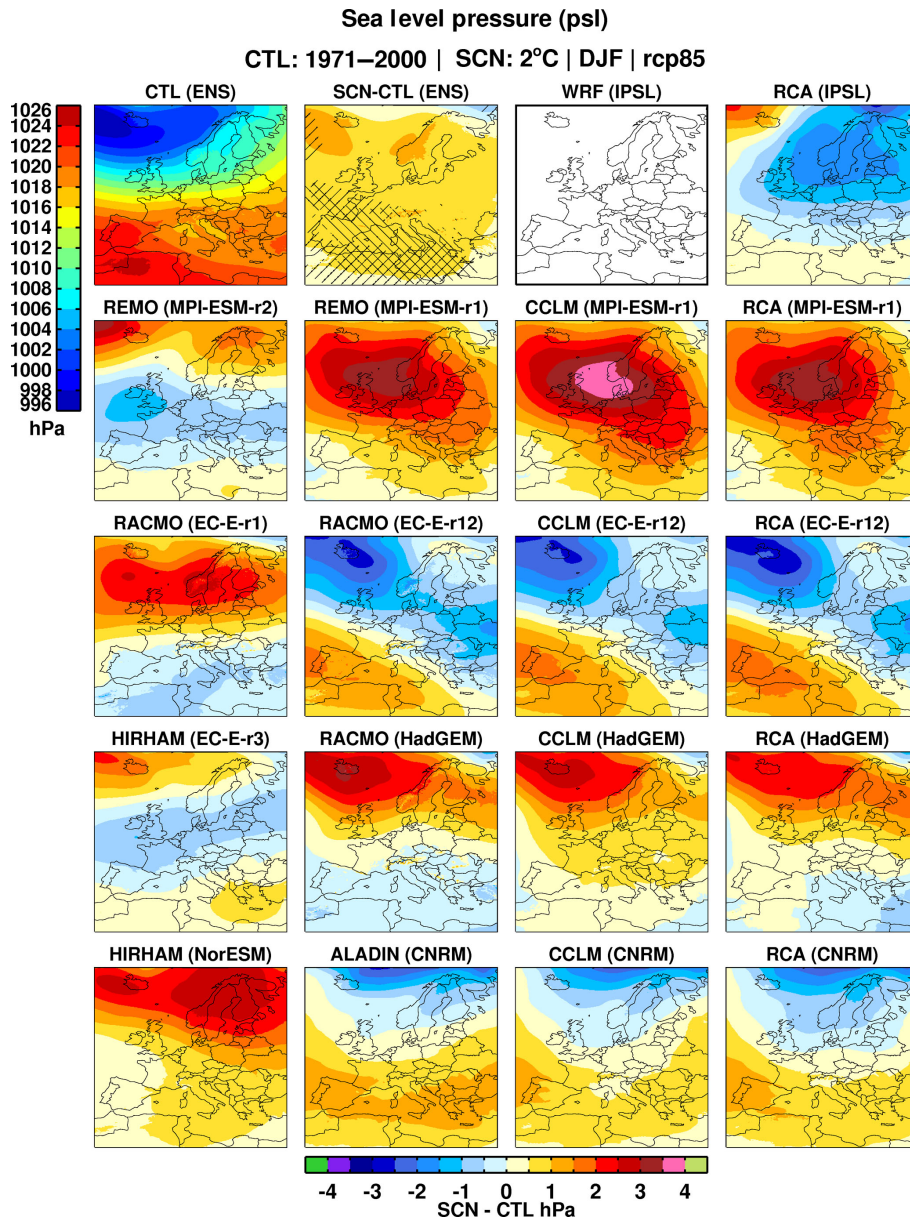 Sea level pressure (psl)
CTL: 1971–2000 | SCN: 2°C | DJF | rcp85
CTL (ENS) SCN-CTL (ENS) WRF (IPSL) RCA (IPSL)
1026
1024
1022
1020
1018
1016
1014
1012
1010
1008
1006
1004
1002
1000
998
996
hPa
REMO (MPI-ESM-r2) REMO (MPI-ESM-r1) CCLM (MPI-ESM-r1) RCA (MPI-ESM-r1)
RACMO (EC-E-r1) RACMO (EC-E-r12) CCLM (EC-E-r12) RCA (EC-E-r12)
HIRHAM (EC-E-r3) RACMO (HadGEM) CCLM (HadGEM) RCA (HadGEM)
HIRHAM (NorESM) ALADIN (CNRM) CCLM (CNRM) RCA (CNRM)
-4 -3 -2 -1 0 1 2 3 4
SCN - CTL hPa